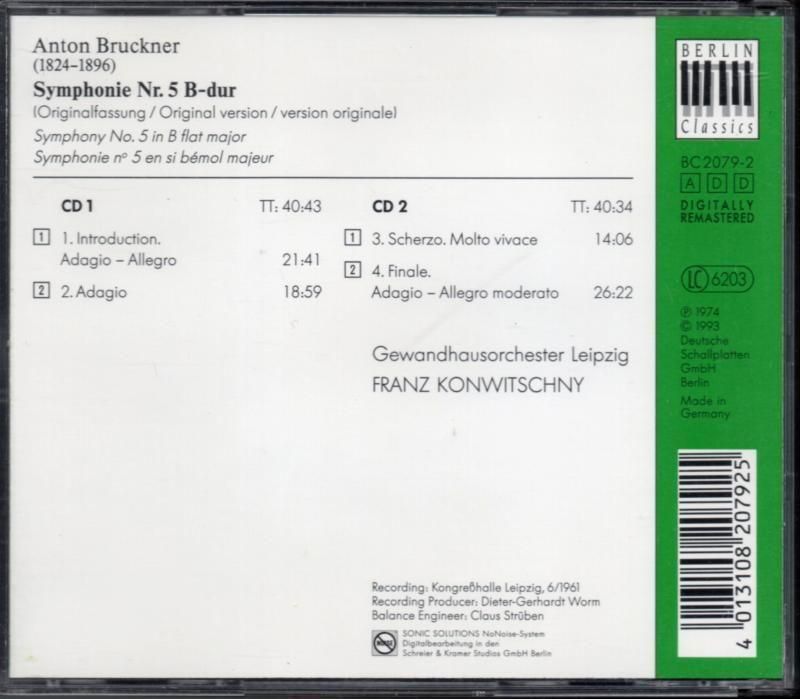 Anton Bruckner
(1824–1896)
Symphonie Nr. 5 B-dur
(Originalfassung / Original version / version originale)
Symphony No. 5 in B flat major
Symphonie nº 5 en si bémol majeur
CD 1 TT: 40:43
1 1. Introduction.
Adagio – Allegro 21:41
2 2. Adagio 18:59
CD 2 TT: 40:34
1 3. Scherzo. Molto vivace 14:06
2 4. Finale.
Adagio – Allegro moderato 26:22
Gewandhausorchester Leipzig
FRANZ KONWITSCHNY
Recording: Kongreßhalle Leipzig, 6/1961
Recording Producer: Dieter-Gerhardt Worm
Balance Engineer: Claus Strüben
NoNOISE
SONIC SOLUTIONS NoNoise-System
Digitalbearbeitung in den
Schreier & Kramer Studios GmbH Berlin
BERLIN
Classics
BC 2079-2
A D D
DIGITALLY
REMASTERED
LC 6203
℗ 1974
© 1993
Deutsche
Schallplatten
GmbH
Berlin
Made in
Germany
4 013108 207925